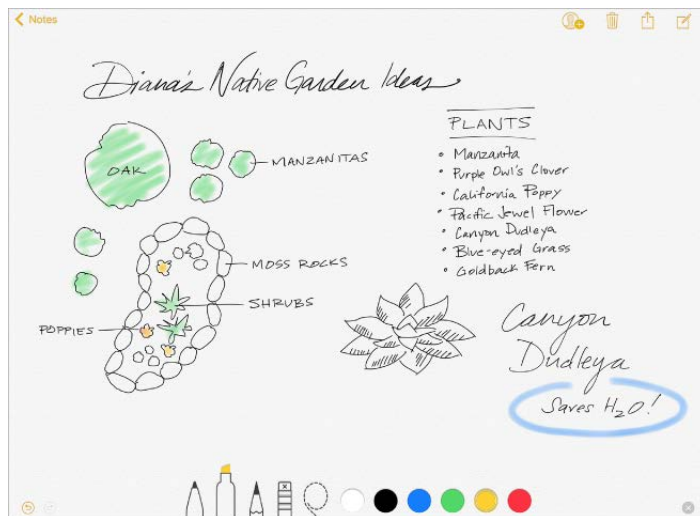 Notes
Diana's Native Garden Ideas
PLANTS
• Manzanita
• Purple Owl's Clover
• California Poppy
• Pacific Jewel Flower
• Canyon Dudleya
• Blue-eyed Grass
• Goldback Fern
OAK
MANZANITAS
MOSS ROCKS
SHRUBS
POPPIES
Canyon
Dudleya
Saves H₂O!